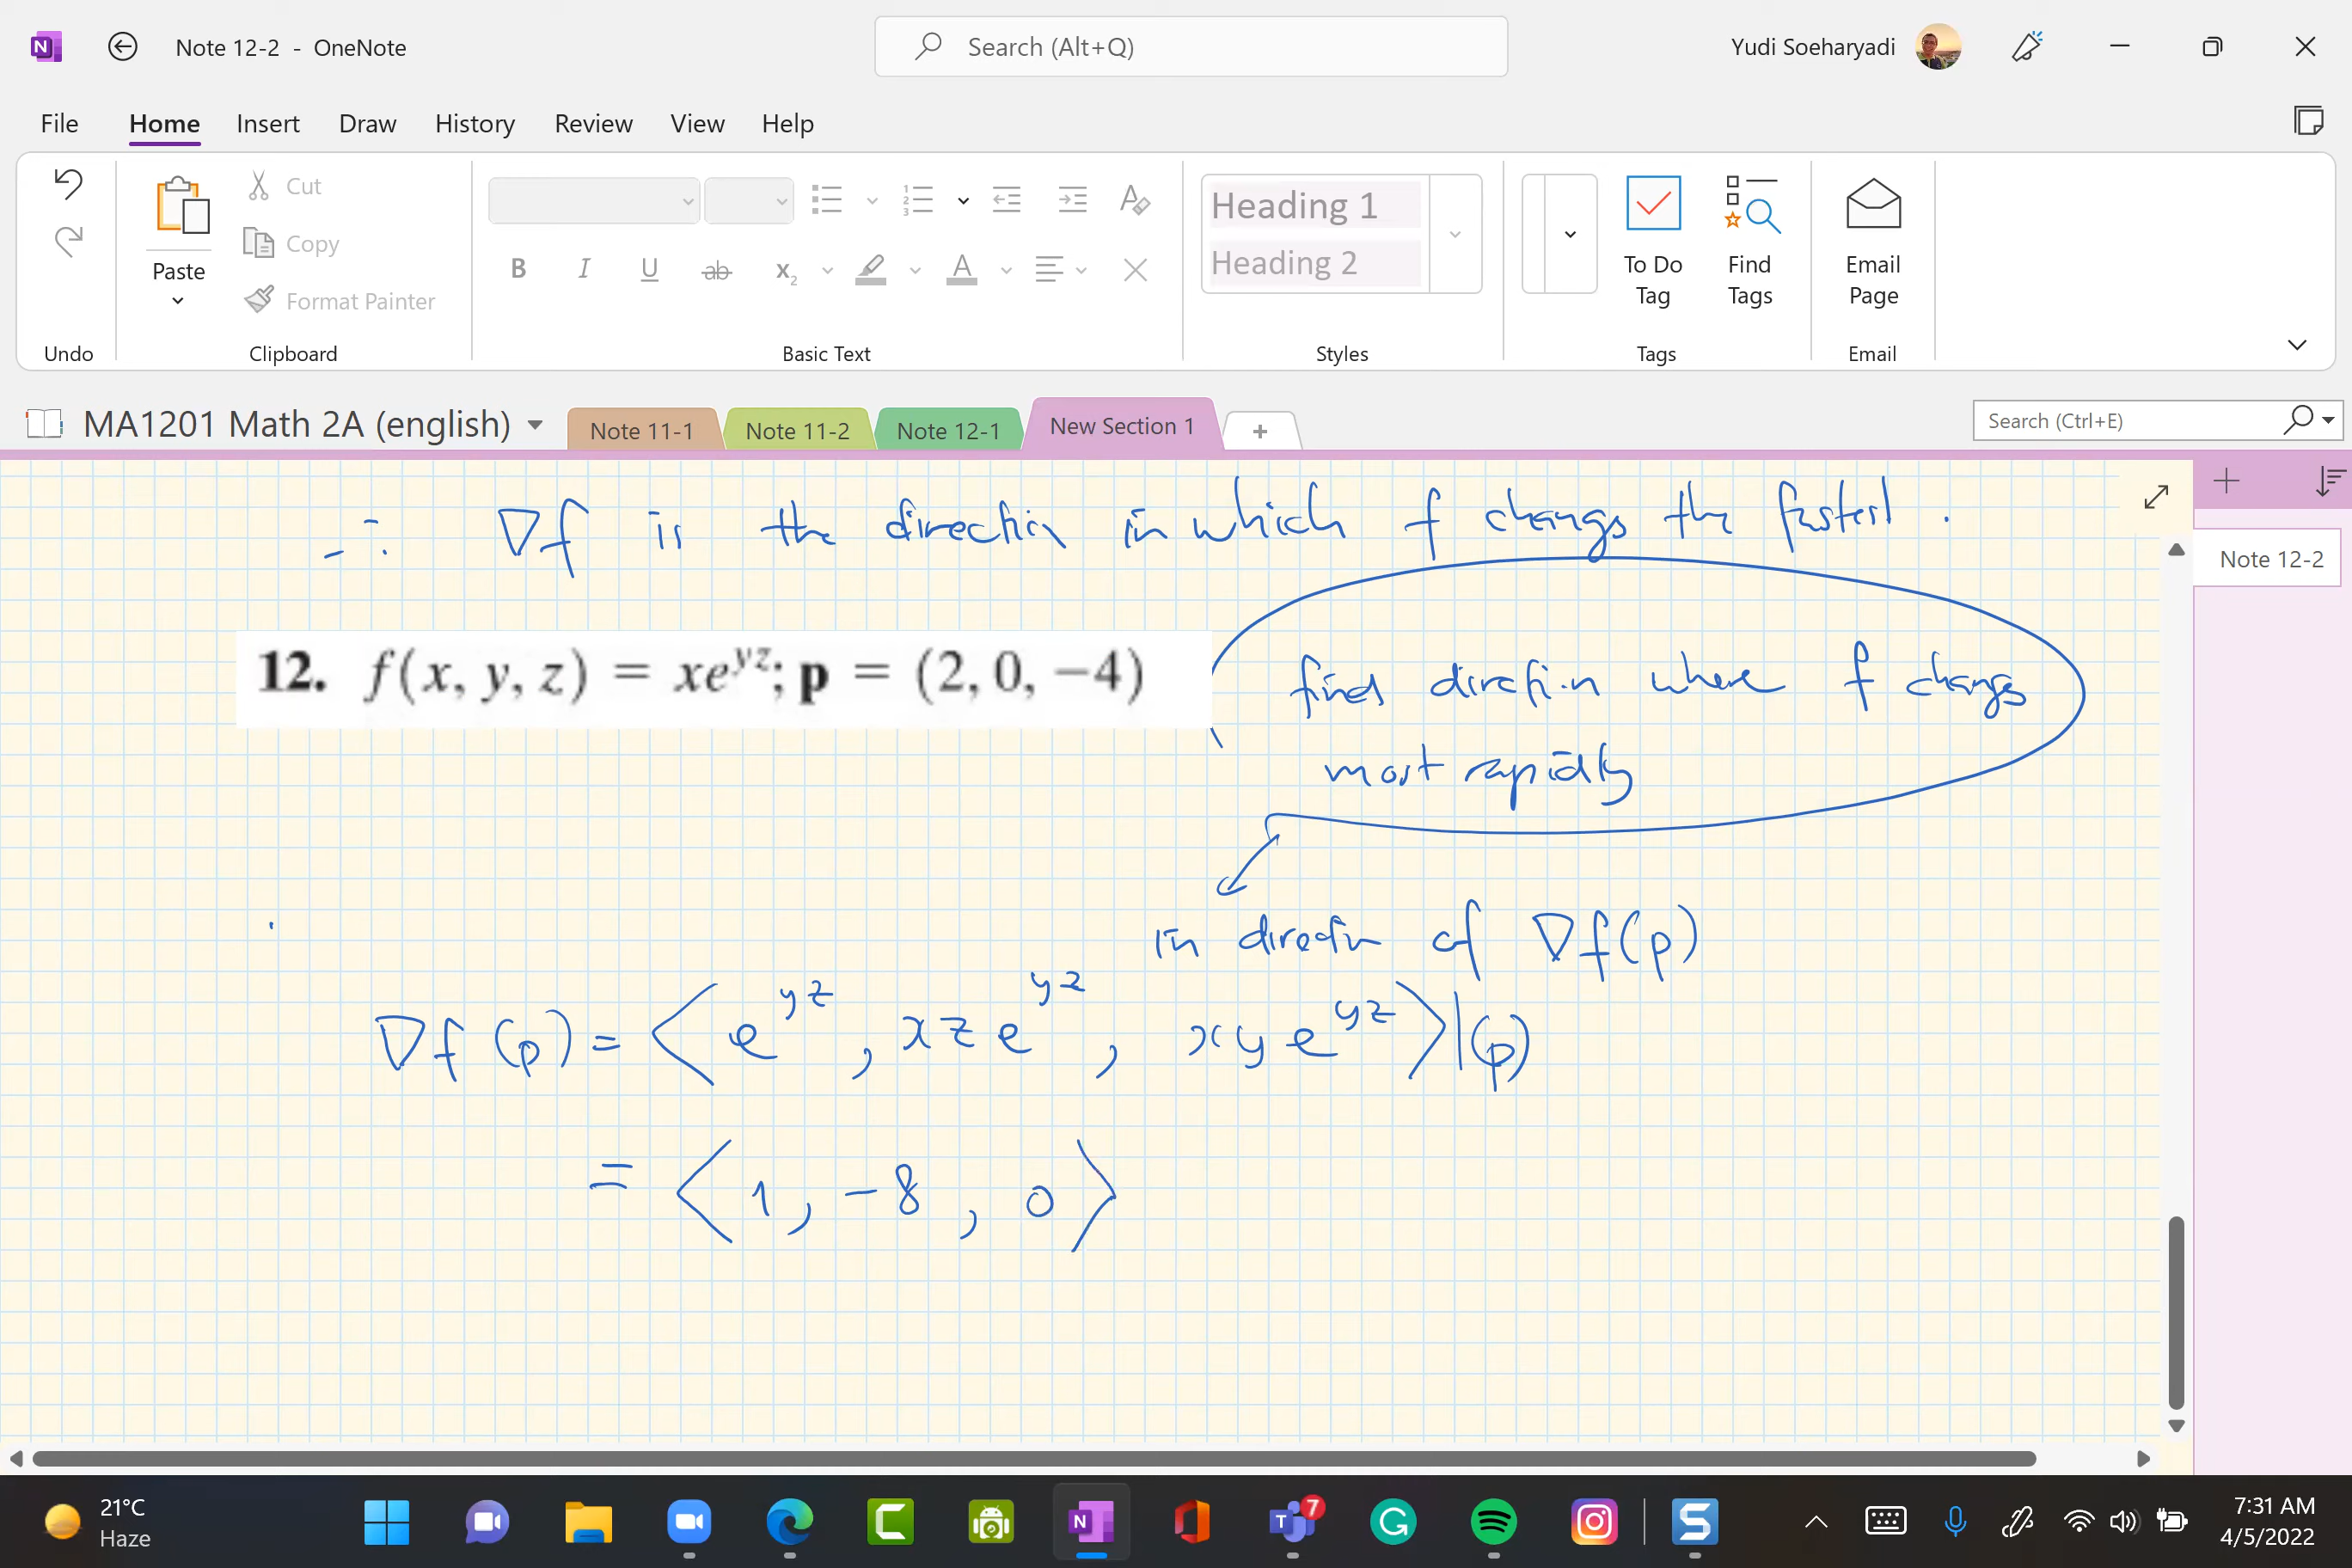 Note 12-2 - OneNote
Search (Alt+Q)
Yudi Soeharyadi
File Home Insert Draw History Review View Help
Cut
Copy
Format Painter
Paste
Heading 1
Heading 2
To Do Tag
Find Tags
Email Page
Undo Clipboard Basic Text Styles Tags Email
MA1201 Math 2A (english) Note 11-1 Note 11-2 Note 12-1 New Section 1 + Search (Ctrl+E)
Note 12-2
∴ ∇f is the direction in which f changes the fastest.
12. f(x, y, z) = xe^{yz}; p = (2, 0, −4)
find direction where f changes
most rapidly
in direction of ∇f(p)
∇f(p) = ⟨e^{yz}, xze^{yz}, xye^{yz}⟩|(p)
= ⟨1, -8, 0⟩
21°C
Haze
7
7:31 AM
4/5/2022